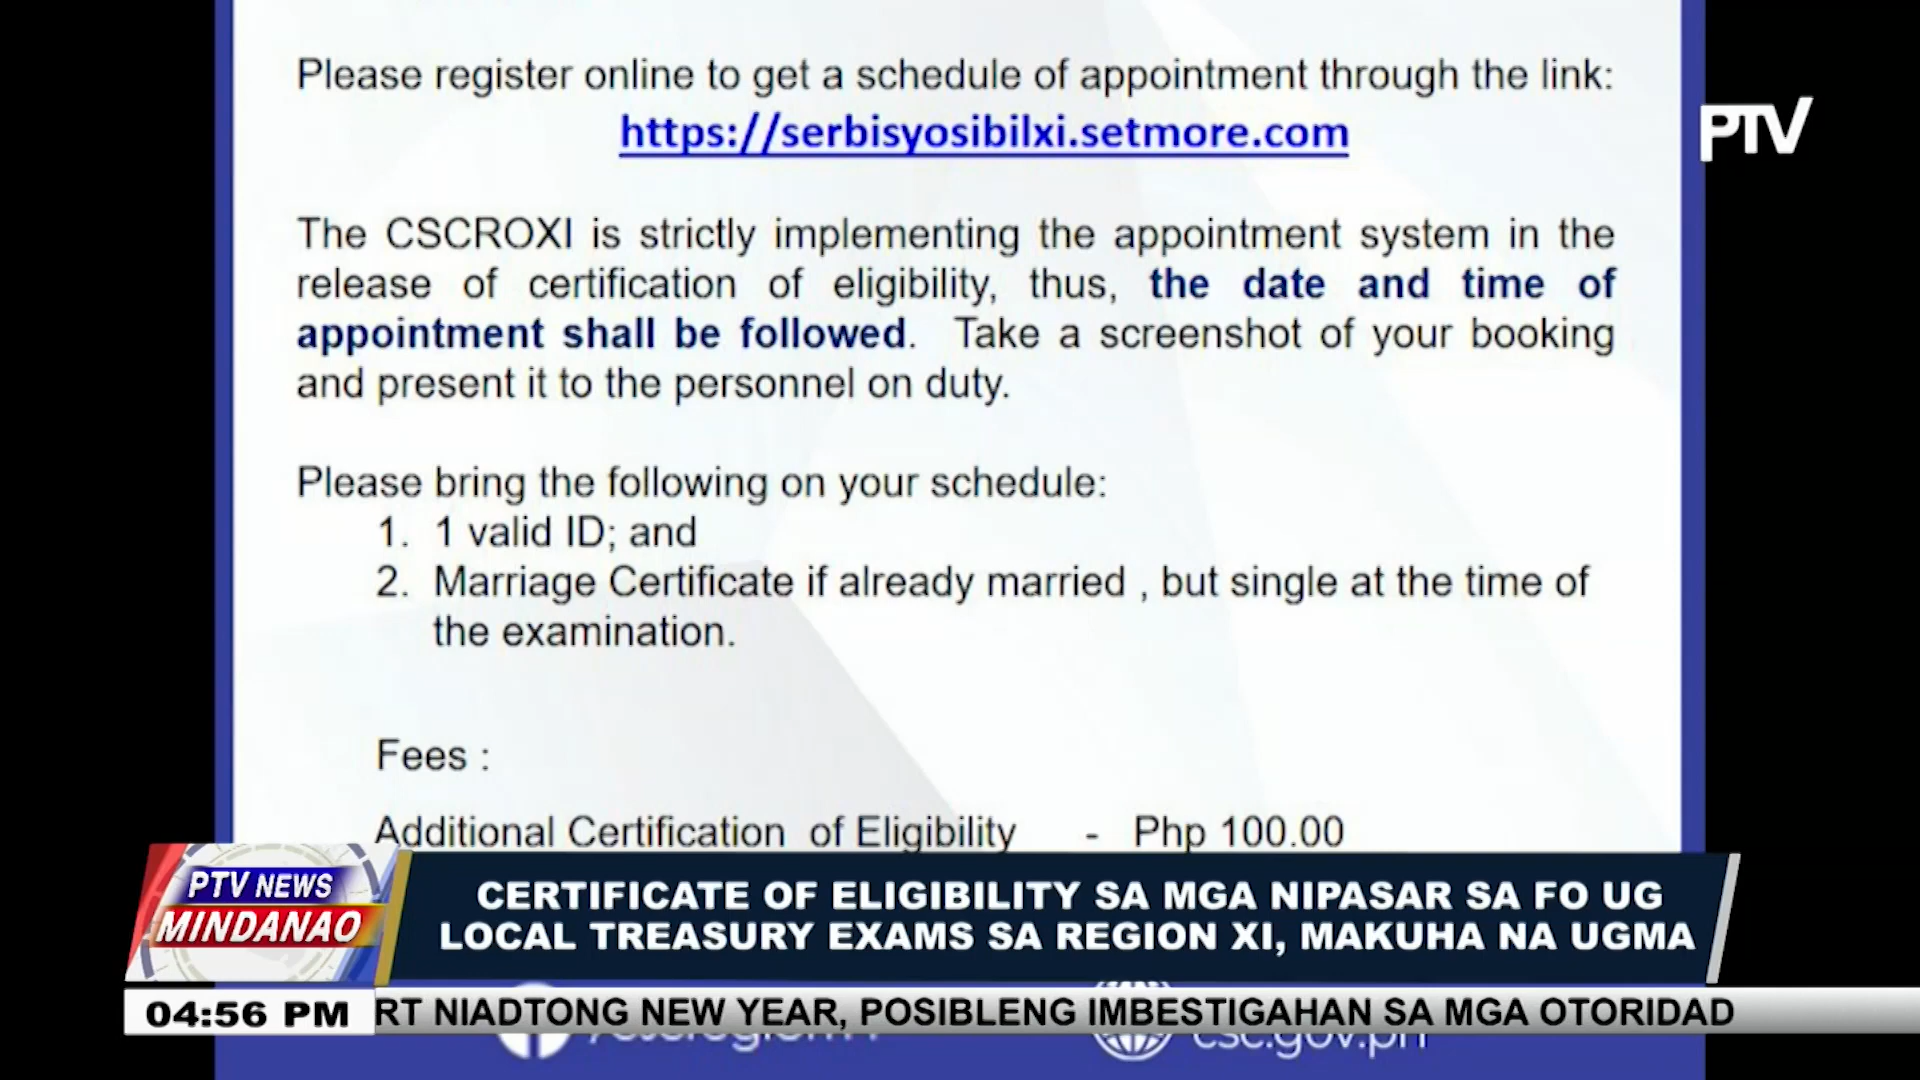 Please register online to get a schedule of appointment through the link:
https://serbisyosibilxi.setmore.com
PTV
The CSCROXI is strictly implementing the appointment system in the
release of certification of eligibility, thus, the date and time of
appointment shall be followed. Take a screenshot of your booking
and present it to the personnel on duty.
Please bring the following on your schedule:
1. 1 valid ID; and
2. Marriage Certificate if already married , but single at the time of
the examination.
Fees :
Additional Certification of Eligibility - Php 100.00
PTV NEWS
MINDANAO
CERTIFICATE OF ELIGIBILITY SA MGA NIPASAR SA FO UG
LOCAL TREASURY EXAMS SA REGION XI, MAKUHA NA UGMA
04:56 PM
RT NIADTONG NEW YEAR, POSIBLENG IMBESTIGAHAN SA MGA OTORIDAD
csc.gov.ph